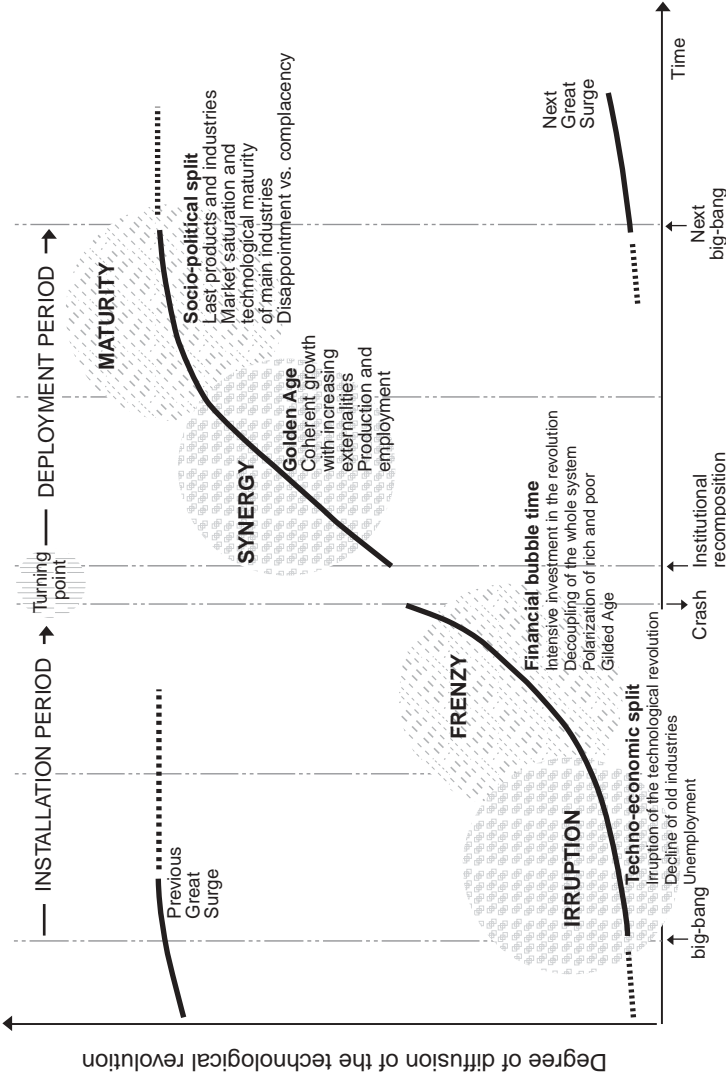 INSTALLATION PERIOD
Turning
point
DEPLOYMENT PERIOD
Degree of diffusion of the technological revolution
Previous
Great
Surge
MATURITY
Socio-political split
Last products and industries
Market saturation and
technological maturity
of main industries
Disappointment vs. complacency
SYNERGY
Golden Age
Coherent growth
with increasing
externalities
Production and
employment
FRENZY
Financial bubble time
Intensive investment in the revolution
Decoupling of the whole system
Polarization of rich and poor
Gilded Age
IRRUPTION
Techno-economic split
Irruption of the technological revolution
Decline of old industries
Unemployment
Next
Great
Surge
big-bang
Crash
Institutional
recomposition
Next
big-bang
Time